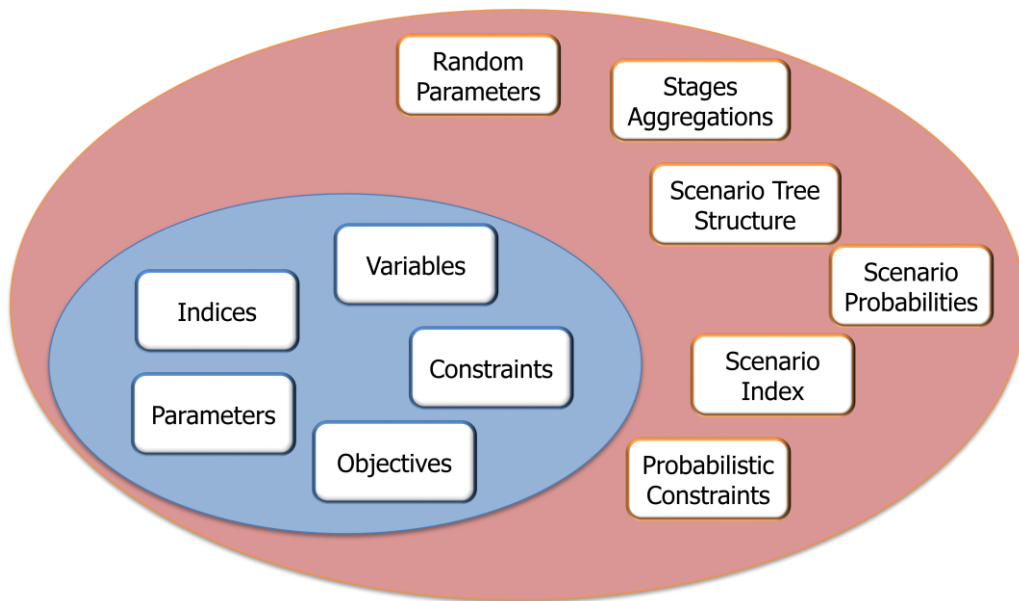 Random
Parameters
Stages
Aggregations
Scenario Tree
Structure
Variables
Scenario
Probabilities
Indices
Constraints
Scenario
Index
Parameters
Objectives
Probabilistic
Constraints